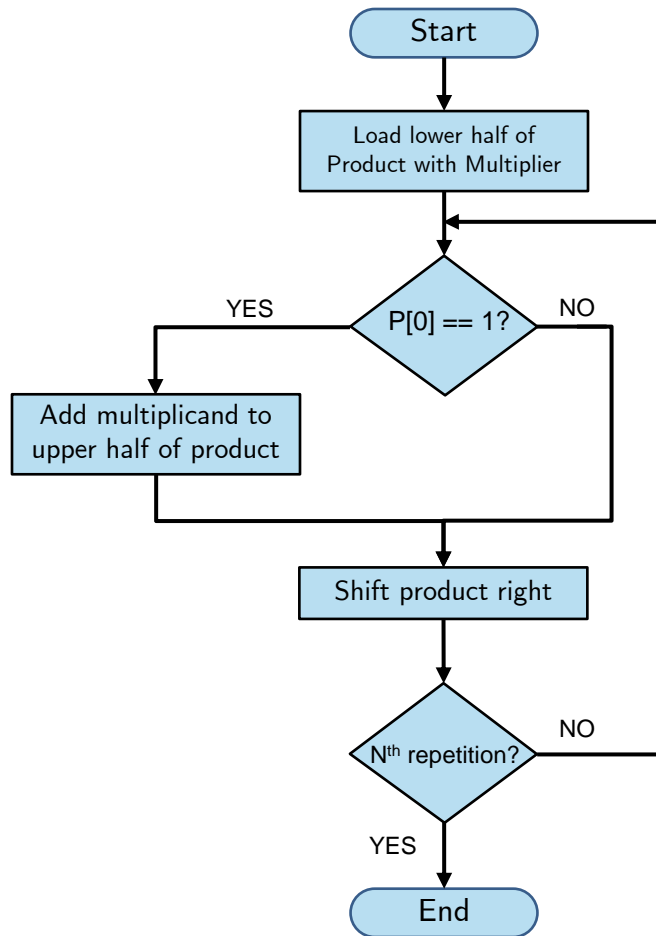 Start
Load lower half of
Product with Multiplier
P[0] == 1?
YES
NO
Add multiplicand to
upper half of product
Shift product right
Nth repetition?
NO
YES
End